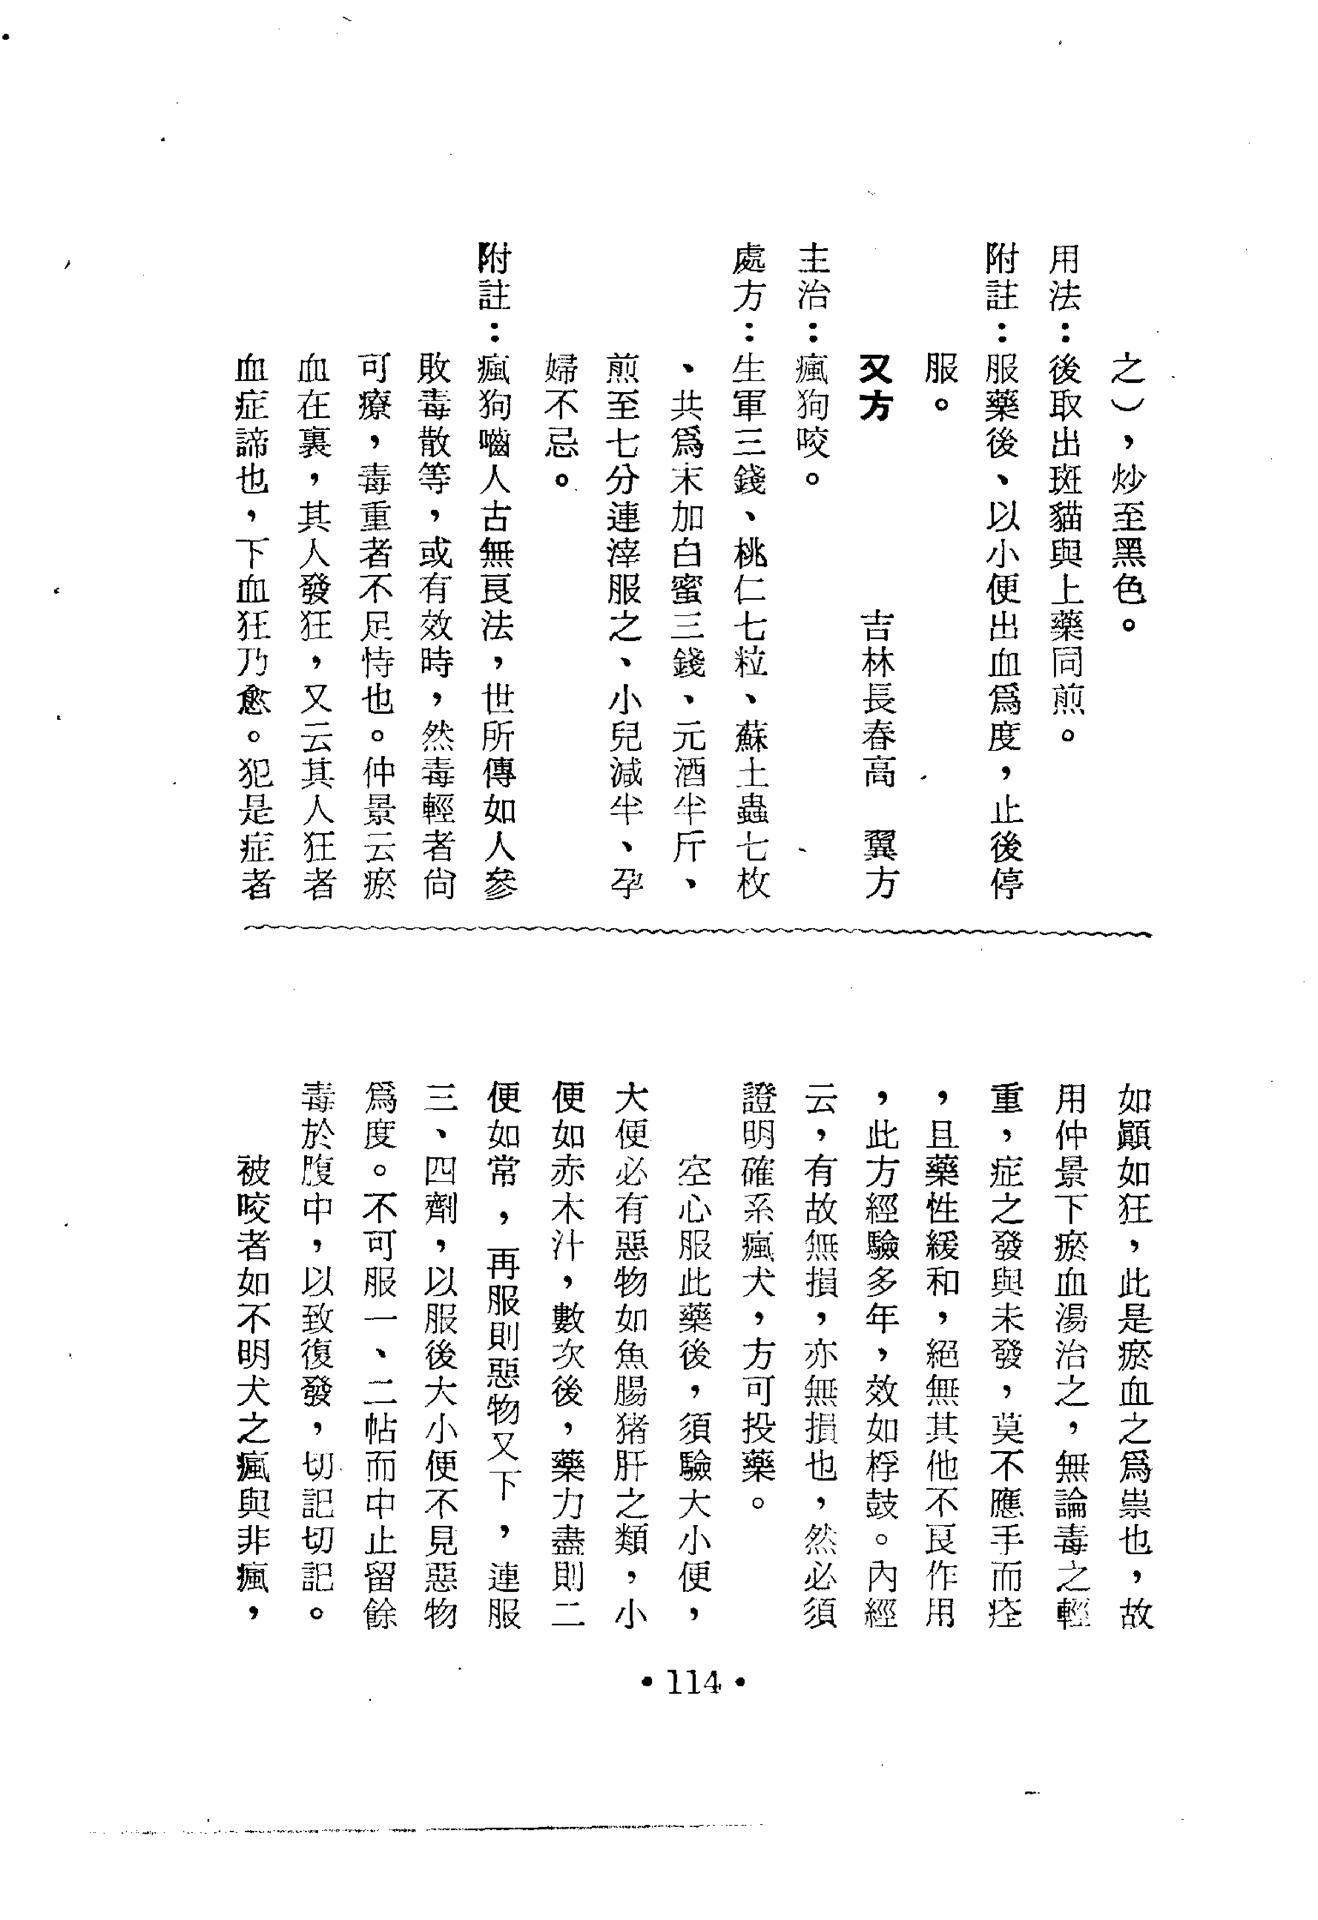 之），炒至黑色。
用法：後取出斑貓與上藥同煎。
附註：服藥後、以小便出血爲度，止後停
服。
又方　吉林長春高　翼方
主治：瘋狗咬。
處方：生軍三錢、桃仁七粒、蘇土蟲七枚
、共爲末加白蜜三錢、元酒半斤、
煎至七分連滓服之、小兒減半、孕
婦不忌。
附註：瘋狗嚙人古無良法，世所傳如人參
敗毒散等，或有效時，然毒輕者尙
可療，毒重者不足恃也。仲景云瘀
血在裏，其人發狂，又云其人狂者
血症諦也，下血狂乃愈。犯是症者
如顚如狂，此是瘀血之爲祟也，故
用仲景下瘀血湯治之，無論毒之輕
重，症之發與未發，莫不應手而痊
，且藥性緩和，絕無其他不良作用
，此方經驗多年，效如桴鼓。內經
云，有故無損，亦無損也，然必須
證明確系瘋犬，方可投藥。
空心服此藥後，須驗大小便，
大便必有惡物如魚腸猪肝之類，小
便如赤木汁，數次後，藥力盡則二
便如常，再服則惡物又下，連服
三、四劑，以服後大小便不見惡物
爲度。不可服一、二帖而中止留餘
毒於腹中，以致復發，切記切記。
被咬者如不明犬之瘋與非瘋，
•114•